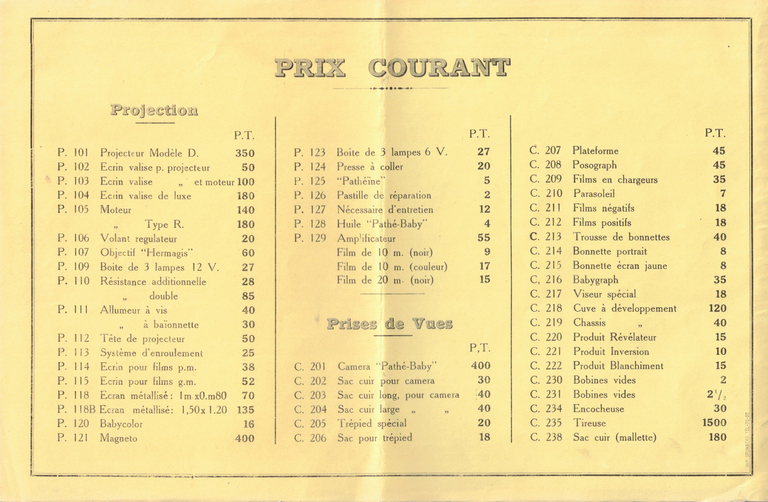 PRIX COURANT
Projection
P.T.
P. 101 Projecteur Modèle D. 350
P. 102 Ecrin valise p. projecteur 50
P. 103 Ecrin valise „ et moteur 100
P. 104 Ecrin valise de luxe 180
P. 105 Moteur 140
„ Type R. 180
P. 106 Volant regulateur 20
P. 107 Objectif "Hermagis" 60
P. 109 Boite de 3 lampes 12 V. 27
P. 110 Résistance additionnelle 28
„ double 85
P. 111 Allumeur à vis 40
„ à baïonnette 30
P. 112 Tête de projecteur 50
P. 113 Système d'enroulement 25
P. 114 Ecrin pour films p.m. 38
P. 115 Ecrin pour films g.m. 52
P. 118 Ecran métallisé: 1m x0.m80 70
P. 118B Ecran métallisé: 1,50x1.20 135
P. 120 Babycolor 16
P. 121 Magneto 400
P.T.
P. 123 Boite de 3 lampes 6 V. 27
P. 124 Presse à coller 20
P. 125 "Pathéine" 5
P. 126 Pastille de réparation 2
P. 127 Nécessaire d'entretien 12
P. 128 Huile "Pathé-Baby" 4
P. 129 Amplificateur 55
Film de 10 m. (noir) 9
Film de 10 m. (couleur) 17
Film de 20 m. (noir) 15
Prises de Vues
P.T.
C. 201 Camera "Pathé-Baby" 400
C. 202 Sac cuir pour camera 30
C. 203 Sac cuir long, pour camera 40
C. 204 Sac cuir large „ „ 40
C. 205 Trépied spécial 20
C. 206 Sac pour trépied 18
P.T.
C. 207 Plateforme 45
C. 208 Posograph 45
C. 209 Films en chargeurs 35
C. 210 Parasoleil 7
C. 211 Films négatifs 18
C. 212 Films positifs 18
C. 213 Trousse de bonnettes 40
C. 214 Bonnette portrait 8
C. 215 Bonnette écran jaune 8
C. 216 Babygraph 35
C. 217 Viseur spécial 18
C. 218 Cuve à développement 120
C. 219 Chassis „ 40
C. 220 Produit Révélateur 15
C. 221 Produit Inversion 10
C. 222 Produit Blanchiment 15
C. 230 Bobines vides 2
C. 231 Bobines vides 2 1/2
C. 234 Encocheuse 30
C. 235 Tireuse 1500
C. 238 Sac cuir (mallette) 180